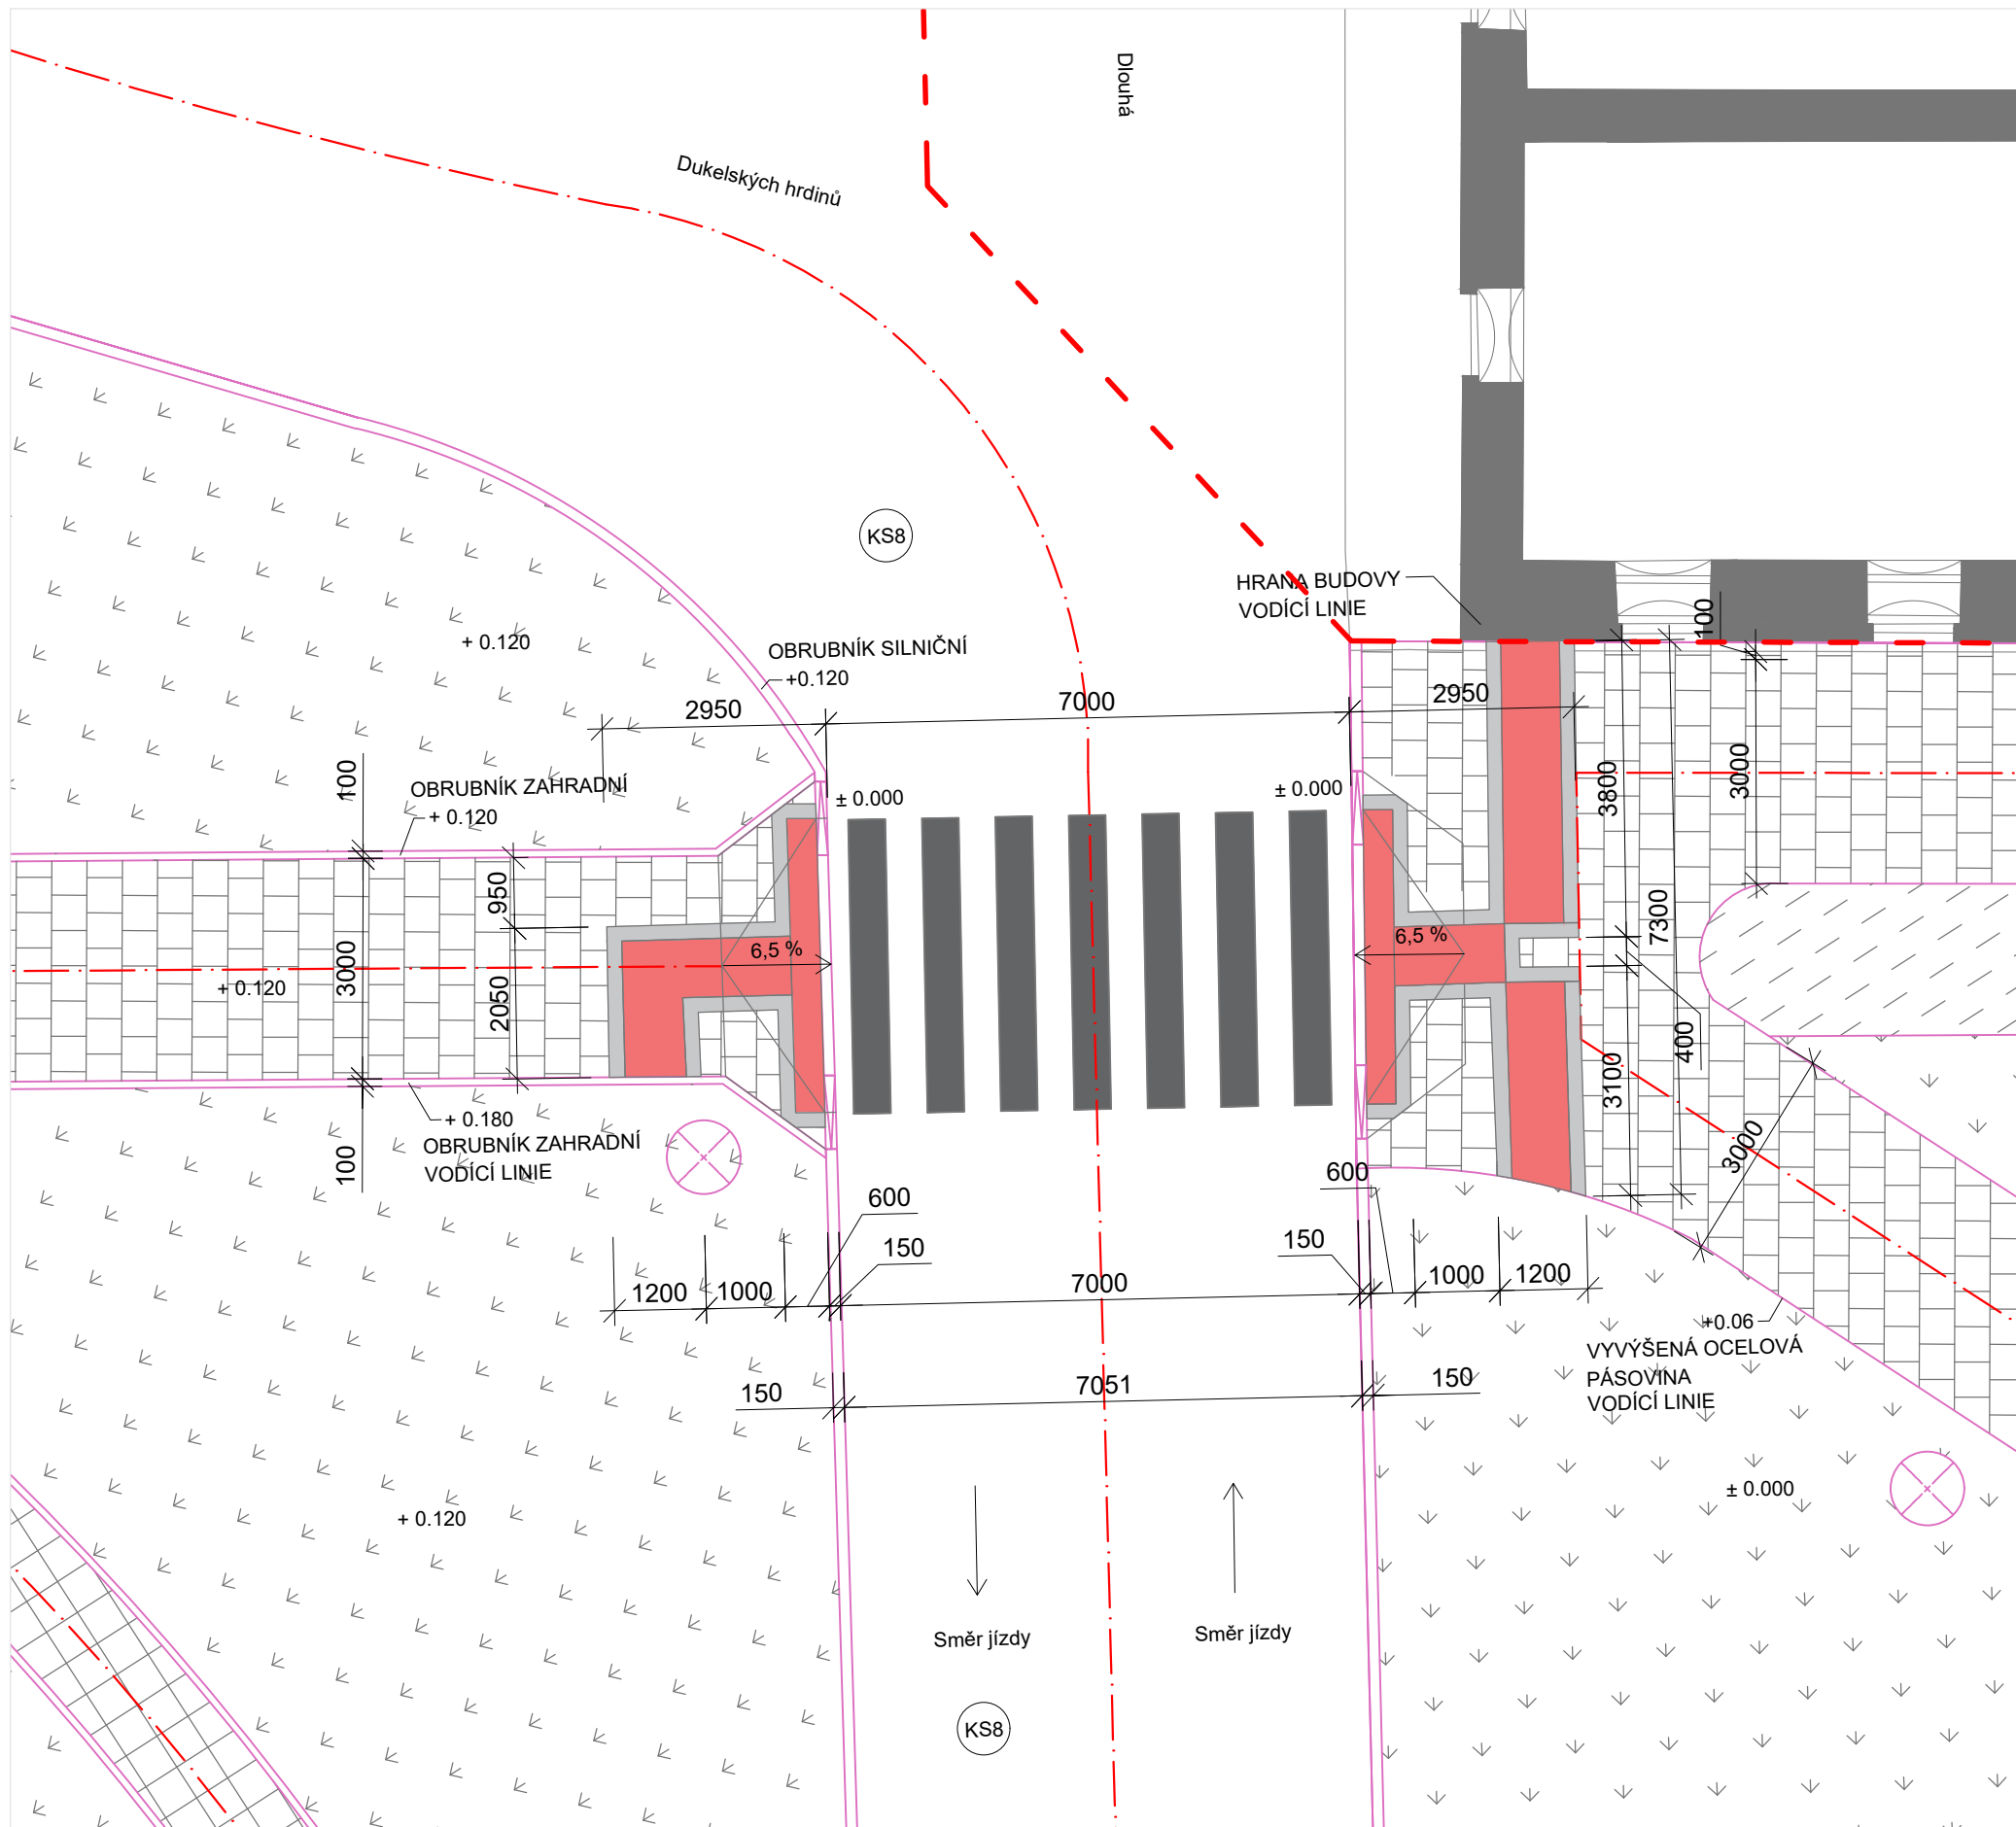 Dlouhá
Dukelských hrdinů
KS8
HRANA BUDOVY
VODÍCÍ LINIE
100
+ 0.120
OBRUBNÍK SILNIČNÍ
+0.120
2950
7000
2950
100
OBRUBNÍK ZAHRADNÍ
+ 0.120
± 0.000
± 0.000
3800
3000
950
3000
2050
+ 0.120
6,5 %
6,5 %
7300
400
3100
3000
+ 0.180
OBRUBNÍK ZAHRADNÍ
VODÍCÍ LINIE
100
600
150
600
150
1200
1000
7000
1000
1200
+0.06
VYVÝŠENÁ OCELOVÁ
PÁSOVINA
VODÍCÍ LINIE
150
7051
150
± 0.000
+ 0.120
Směr jízdy
Směr jízdy
KS8